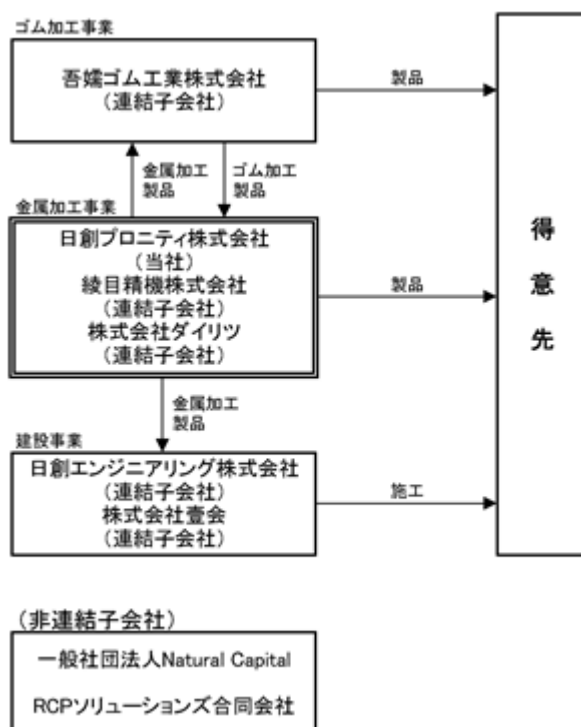 ゴム加工事業
吾嬬ゴム工業株式会社
(連結子会社)
製品
金属加工
製品
ゴム加工
製品
金属加工事業
日創プロニティ株式会社
(当社)
綾目精機株式会社
(連結子会社)
株式会社ダイリツ
(連結子会社)
製品
得意先
金属加工
製品
建設事業
日創エンジニアリング株式会社
(連結子会社)
株式会社壹会
(連結子会社)
施工
(非連結子会社)
一般社団法人Natural Capital
RCPソリューションズ合同会社